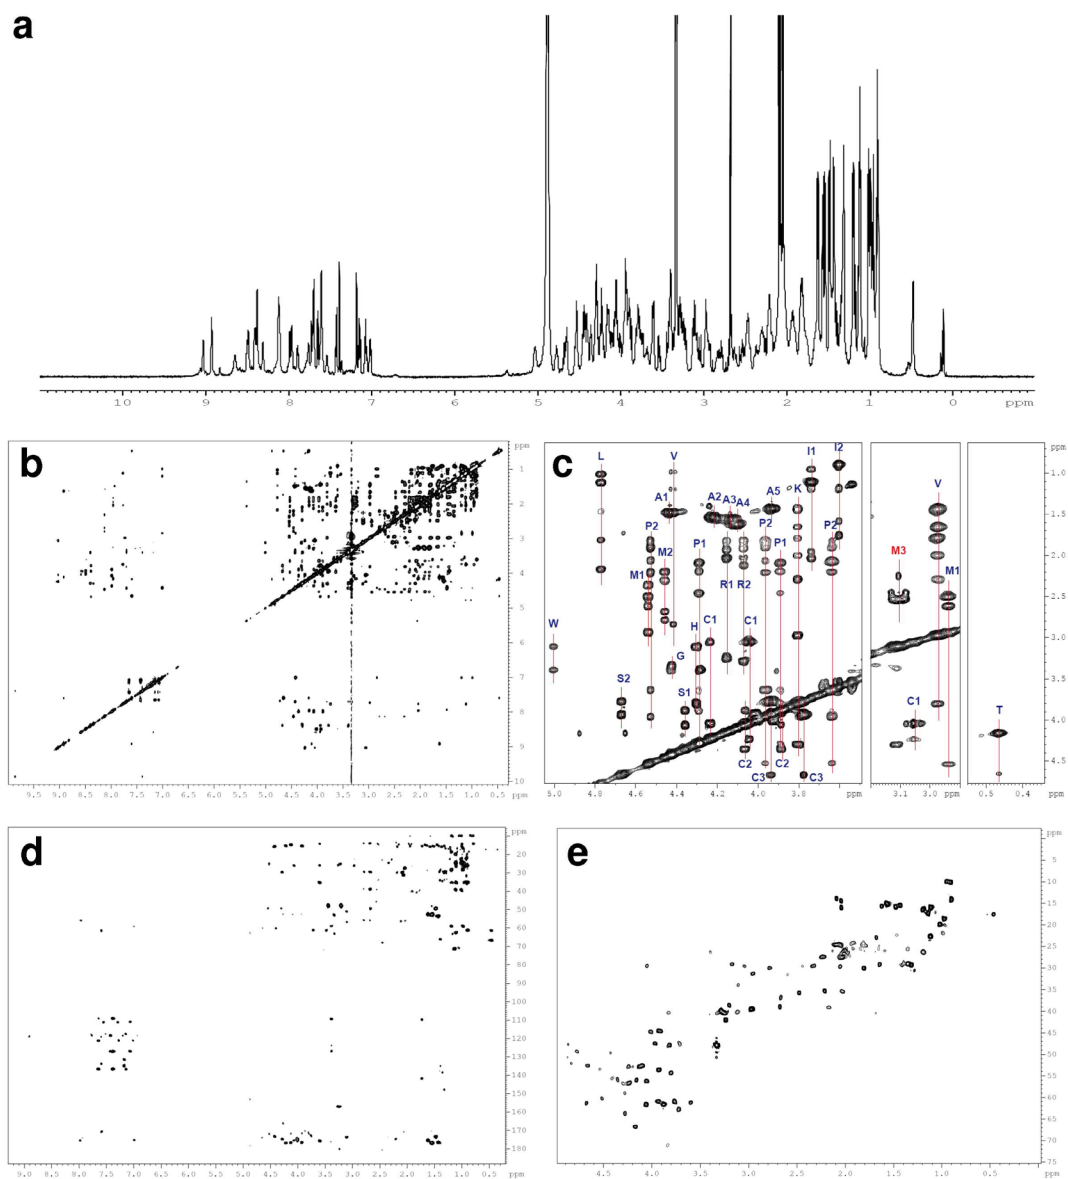 a
10 9 8 7 6 5 4 3 2 1 0 ppm
b
ppm
1
2
3
4
5
6
7
8
9
10
9.5 9.0 8.5 8.0 7.5 7.0 6.5 6.0 5.5 5.0 4.5 4.0 3.5 3.0 2.5 2.0 1.5 1.0 0.5 ppm
c
L V I1 I2
A1 A2 A3 A4 A5 K V
P2 M2 P1 P2 P1 P2
M1 R1 R2 M3 M1
W H C1 C1
G
S2 S1 C1 T
C2 C2
C3 C3
ppm
1.0
1.5
2.0
2.5
3.0
3.5
4.0
4.5
5.0 4.8 4.6 4.4 4.2 4.0 3.8 ppm 3.1 3.0 ppm 0.5 0.4 ppm
d
ppm
20
30
40
50
60
70
80
90
100
110
120
130
140
150
160
170
180
9.0 8.5 8.0 7.5 7.0 6.5 6.0 5.5 5.0 4.5 4.0 3.5 3.0 2.5 2.0 1.5 1.0 0.5 ppm
e
ppm
5
10
15
20
25
30
35
40
45
50
55
60
65
70
75
4.5 4.0 3.5 3.0 2.5 2.0 1.5 1.0 0.5 ppm